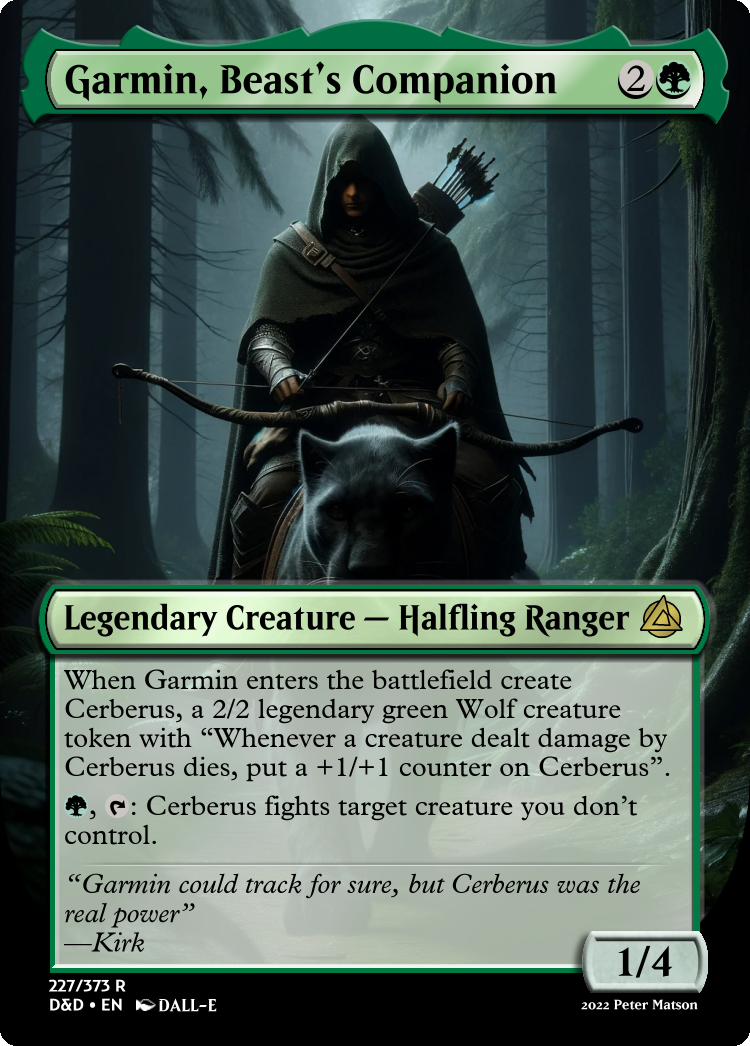 Garmin, Beast's Companion 2
Legendary Creature — Halfling Ranger
When Garmin enters the battlefield create
Cerberus, a 2/2 legendary green Wolf creature
token with “Whenever a creature dealt damage by
Cerberus dies, put a +1/+1 counter on Cerberus”.
, : Cerberus fights target creature you don't
control.
“Garmin could track for sure, but Cerberus was the
real power”
—Kirk
1/4
227/373 R
D&D • EN DALL-E
2022 Peter Matson